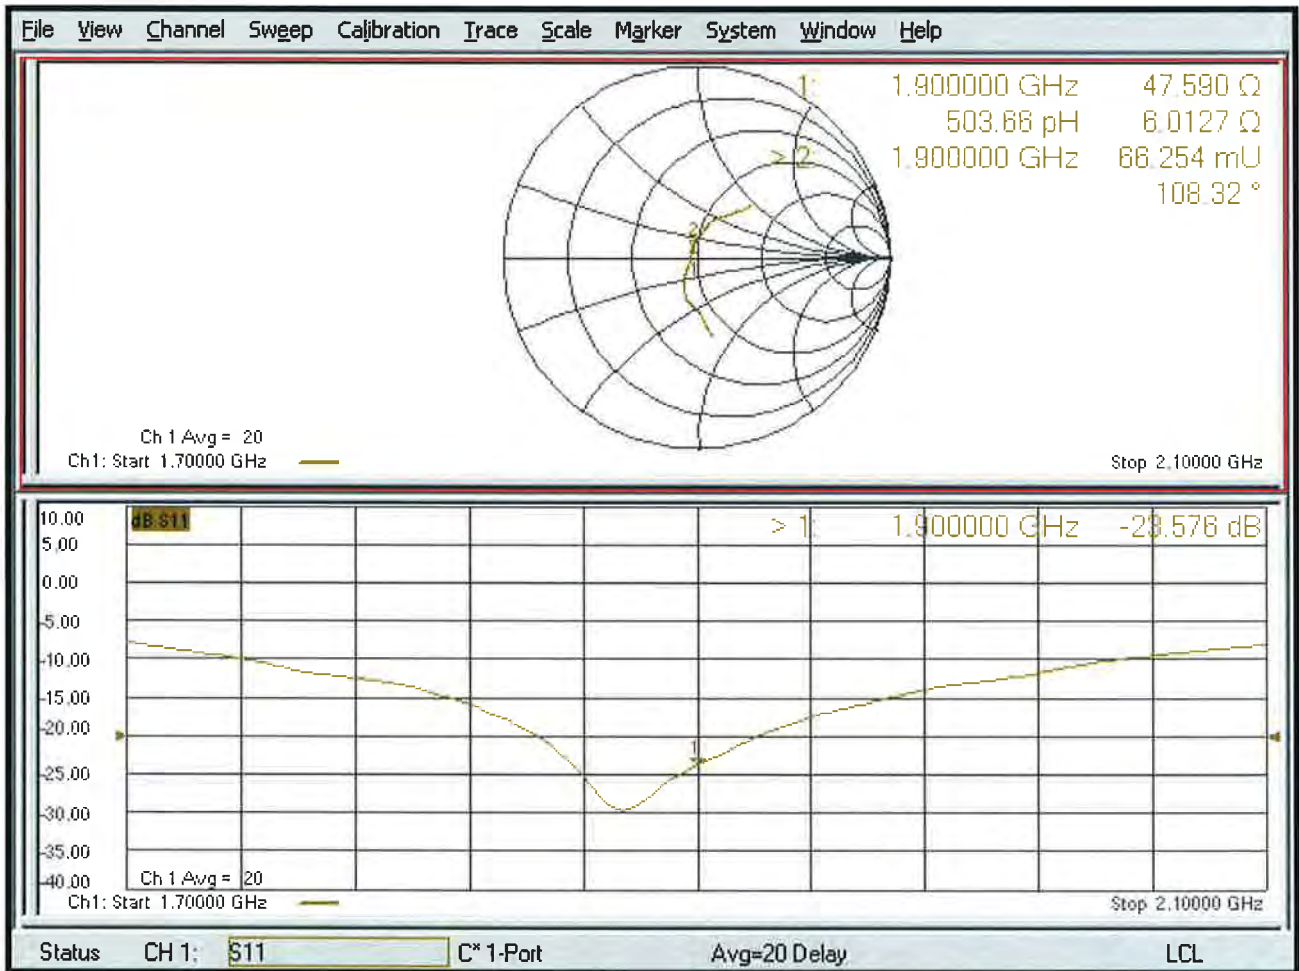 File View Channel Sweep Calibration Trace Scale Marker System Window Help
1: 1.900000 GHz 47.590 Ω
503.66 pH 6.0127 Ω
> 2: 1.900000 GHz 66.254 mU
108.32 °
2
1
Ch 1 Avg = 20
Ch1: Start 1.70000 GHz
Stop 2.10000 GHz
10.00
dB S11
> 1: 1.900000 GHz -23.576 dB
5.00
0.00
-5.00
-10.00
-15.00
-20.00
1
-25.00
-30.00
-35.00
-40.00
Ch 1 Avg = 20
Ch1: Start 1.70000 GHz
Stop 2.10000 GHz
Status CH 1: S11 C* 1-Port Avg=20 Delay LCL